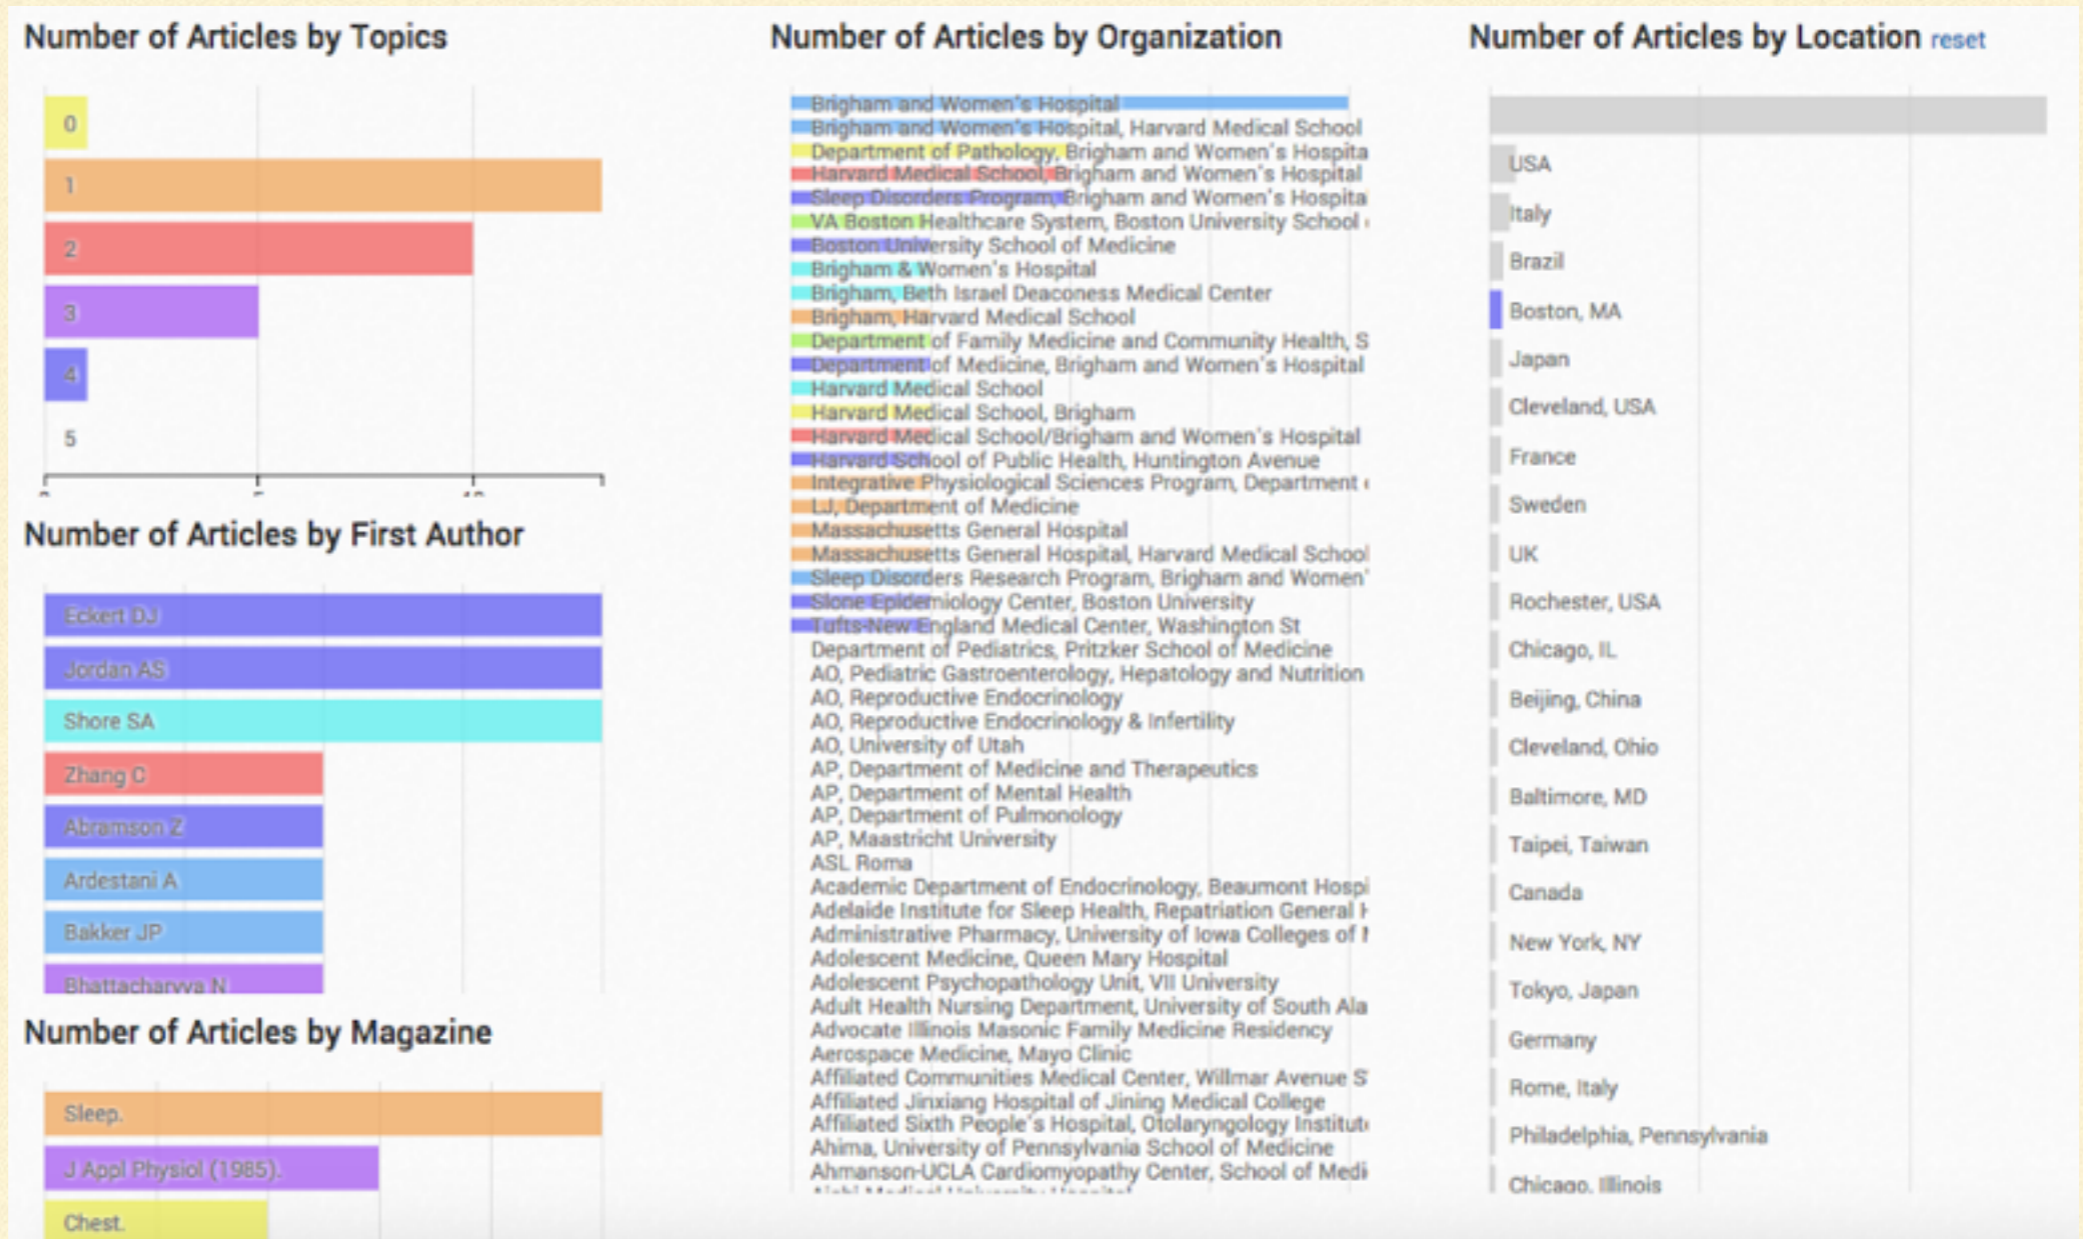 Number of Articles by Topics
0
1
2
3
4
5
Number of Articles by First Author
Eckert DJ
Jordan AS
Shore SA
Zhang C
Abramson Z
Ardestani A
Bakker JP
Bhattacharyya N
Number of Articles by Magazine
Sleep.
J Appl Physiol (1985).
Chest.
Number of Articles by Organization
Brigham and Women's Hospital
Brigham and Women's Hospital, Harvard Medical School
Department of Pathology, Brigham and Women's Hospita
Harvard Medical School, Brigham and Women's Hospital
Sleep Disorders Program, Brigham and Women's Hospita
VA Boston Healthcare System, Boston University School
Boston University School of Medicine
Brigham & Women's Hospital
Brigham, Beth Israel Deaconess Medical Center
Brigham, Harvard Medical School
Department of Family Medicine and Community Health, S
Department of Medicine, Brigham and Women's Hospital
Harvard Medical School
Harvard Medical School, Brigham
Harvard Medical School/Brigham and Women's Hospital
Harvard School of Public Health, Huntington Avenue
Integrative Physiological Sciences Program, Department
LJ, Department of Medicine
Massachusetts General Hospital
Massachusetts General Hospital, Harvard Medical School
Sleep Disorders Research Program, Brigham and Women'
Slone Epidemiology Center, Boston University
Tufts-New England Medical Center, Washington St
Department of Pediatrics, Pritzker School of Medicine
AO, Pediatric Gastroenterology, Hepatology and Nutrition
AO, Reproductive Endocrinology
AO, Reproductive Endocrinology & Infertility
AO, University of Utah
AP, Department of Medicine and Therapeutics
AP, Department of Mental Health
AP, Department of Pulmonology
AP, Maastricht University
ASL Roma
Academic Department of Endocrinology, Beaumont Hospi
Adelaide Institute for Sleep Health, Repatriation General H
Administrative Pharmacy, University of Iowa Colleges of
Adolescent Medicine, Queen Mary Hospital
Adolescent Psychopathology Unit, VII University
Adult Health Nursing Department, University of South Ala
Advocate Illinois Masonic Family Medicine Residency
Aerospace Medicine, Mayo Clinic
Affiliated Communities Medical Center, Willmar Avenue S
Affiliated Jinxiang Hospital of Jining Medical College
Affiliated Sixth People's Hospital, Otolaryngology Institut
Ahima, University of Pennsylvania School of Medicine
Ahmanson-UCLA Cardiomyopathy Center, School of Medi
Number of Articles by Location reset
USA
Italy
Brazil
Boston, MA
Japan
Cleveland, USA
France
Sweden
UK
Rochester, USA
Chicago, IL
Beijing, China
Cleveland, Ohio
Baltimore, MD
Taipei, Taiwan
Canada
New York, NY
Tokyo, Japan
Germany
Rome, Italy
Philadelphia, Pennsylvania
Chicago, Illinois